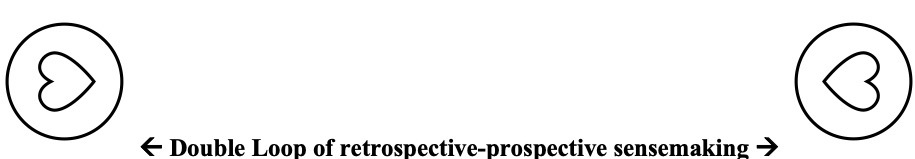 ← Double Loop of retrospective-prospective sensemaking →